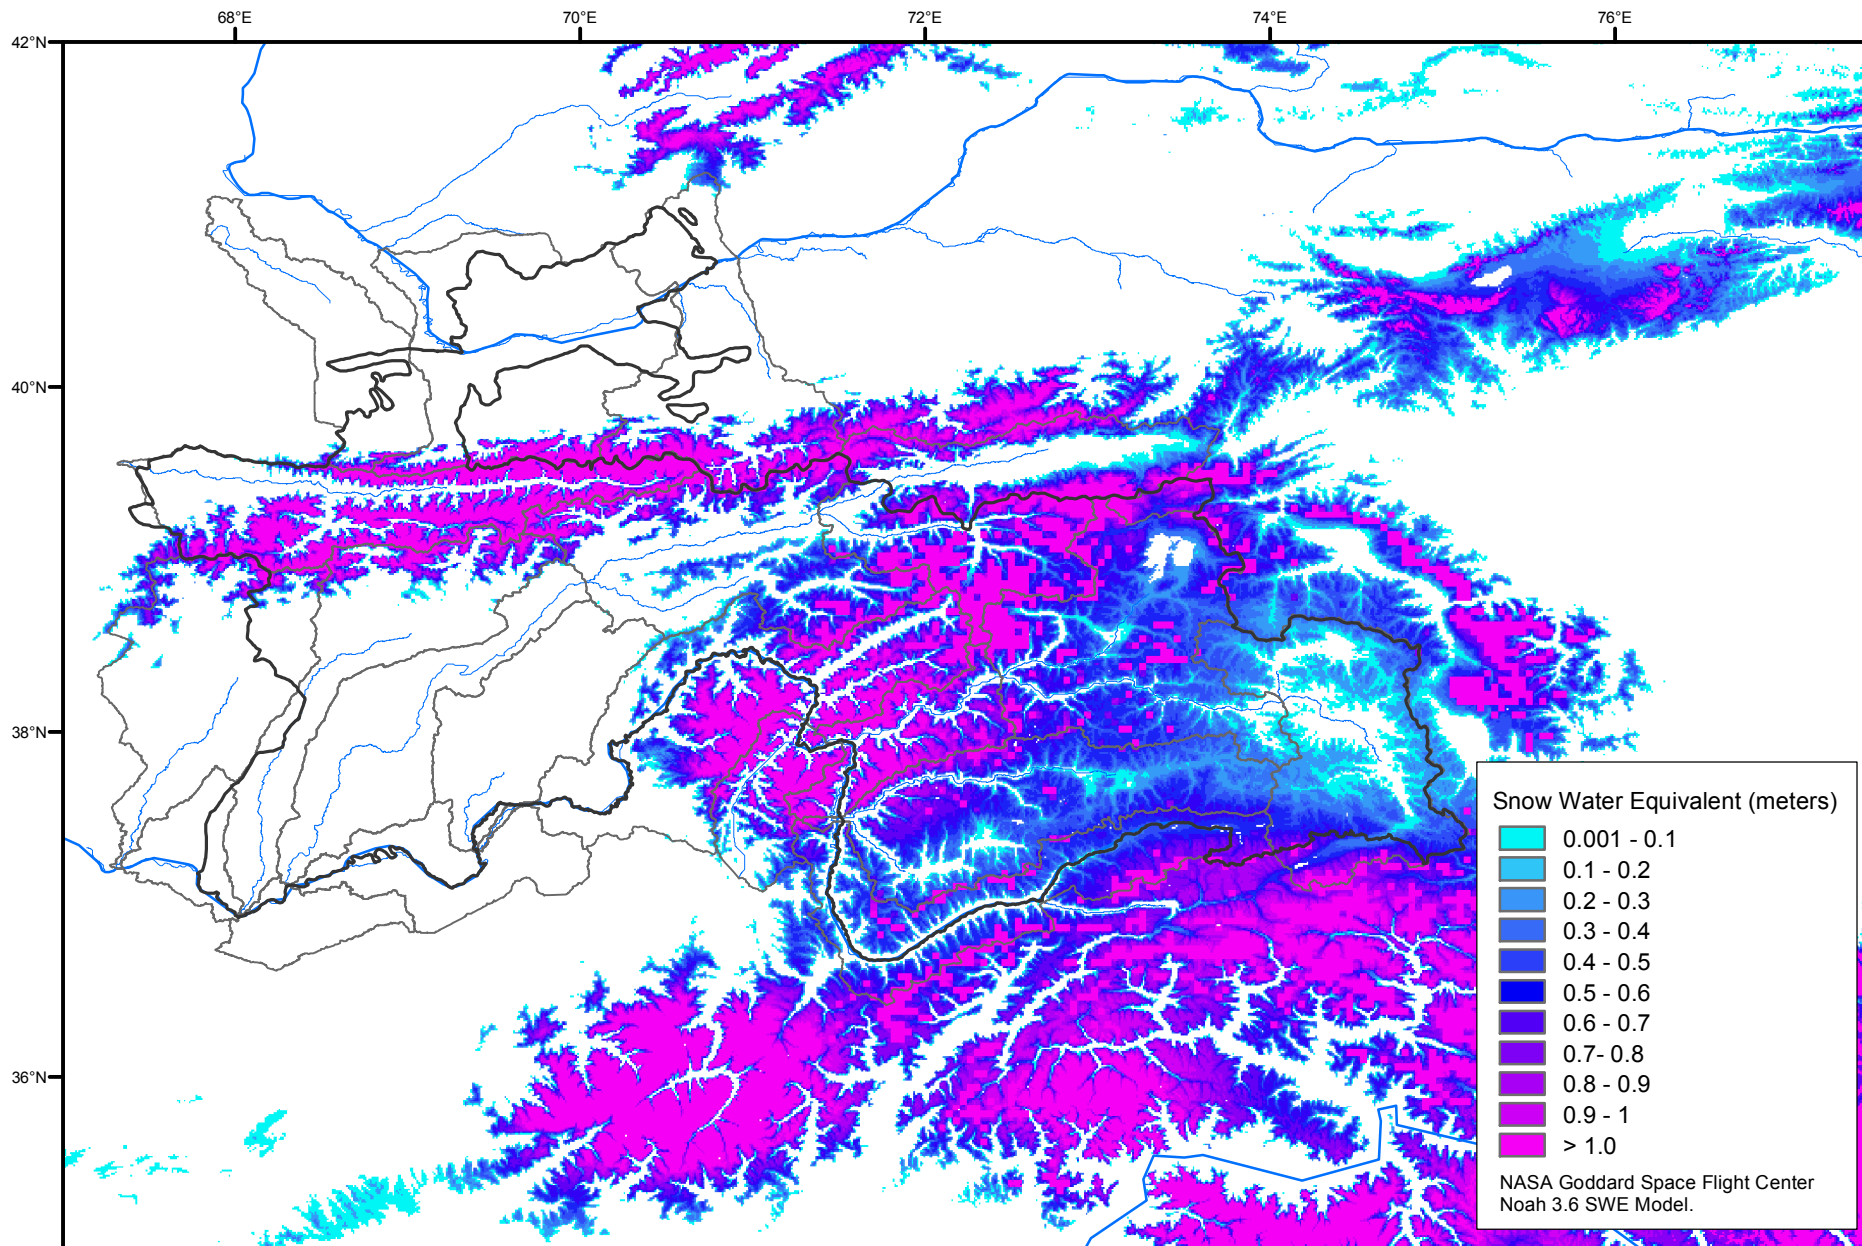 68°E
70°E
72°E
74°E
76°E
42°N
40°N
38°N
36°N
Snow Water Equivalent (meters)
0.001 - 0.1
0.1 - 0.2
0.2 - 0.3
0.3 - 0.4
0.4 - 0.5
0.5 - 0.6
0.6 - 0.7
0.7- 0.8
0.8 - 0.9
0.9 - 1
> 1.0
NASA Goddard Space Flight Center
Noah 3.6 SWE Model.